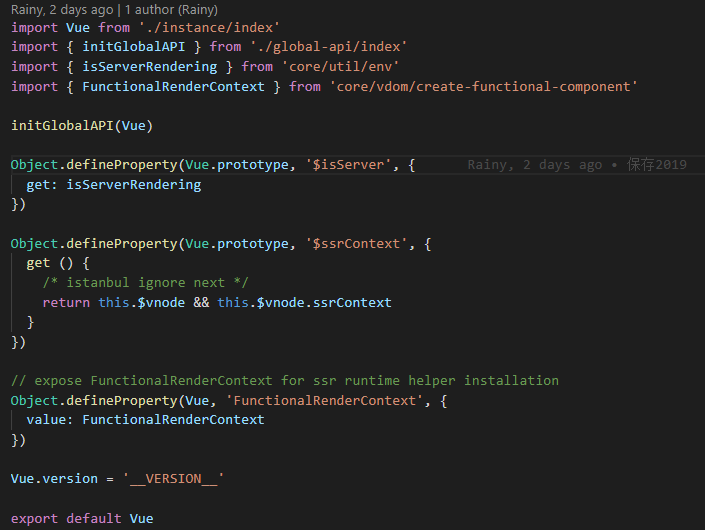 Rainy, 2 days ago | 1 author (Rainy)
import Vue from './instance/index'
import { initGlobalAPI } from './global-api/index'
import { isServerRendering } from 'core/util/env'
import { FunctionalRenderContext } from 'core/vdom/create-functional-component'

initGlobalAPI(Vue)

Object.defineProperty(Vue.prototype, '$isServer', { Rainy, 2 days ago • 保存2019
  get: isServerRendering
})

Object.defineProperty(Vue.prototype, '$ssrContext', {
  get () {
    /* istanbul ignore next */
    return this.$vnode && this.$vnode.ssrContext
  }
})

// expose FunctionalRenderContext for ssr runtime helper installation
Object.defineProperty(Vue, 'FunctionalRenderContext', {
  value: FunctionalRenderContext
})

Vue.version = '__VERSION__'

export default Vue